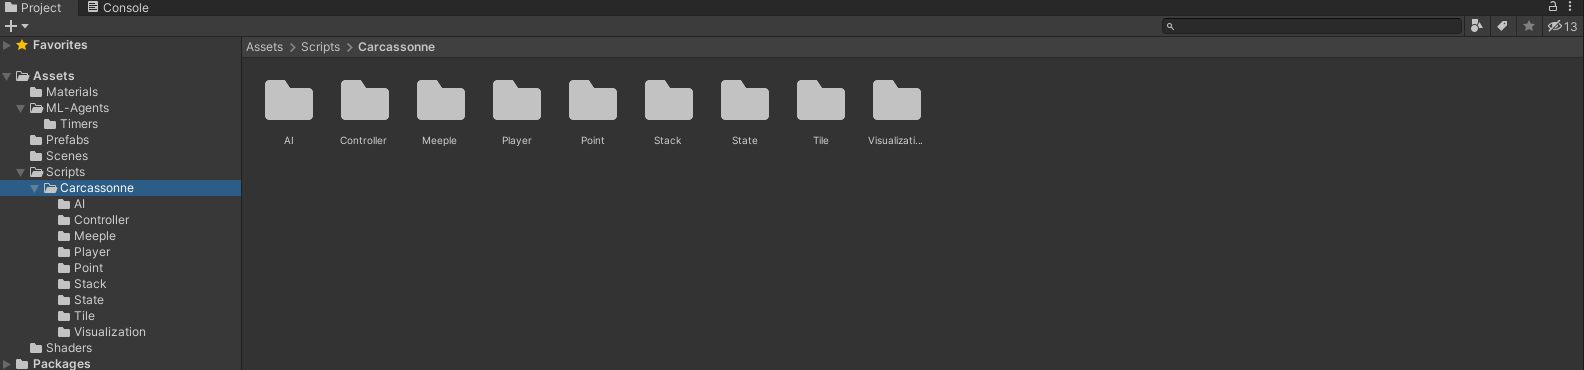 Project Console
13
Favorites
Assets
Materials
ML-Agents
Timers
Prefabs
Scenes
Scripts
Carcassonne
AI
Controller
Meeple
Player
Point
Stack
State
Tile
Visualization
Shaders
Packages
Assets > Scripts > Carcassonne
AI Controller Meeple Player Point Stack State Tile Visualizati...